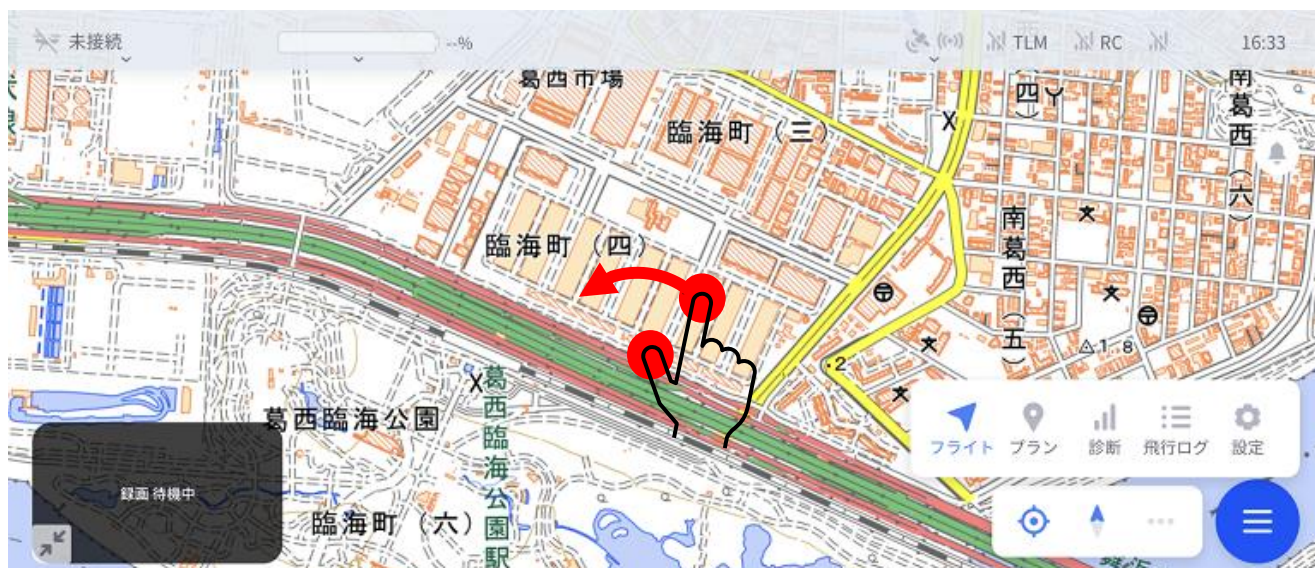 未接続
--%
TLM
RC
16:33
葛西市場
臨海町（三）
四）
南葛西（六）
臨海町（四）
南葛西（五）
1.8
.2
葛西臨海公園
葛西臨海公園駅
臨海町（六）
録画 待機中
フライト
プラン
診断
飛行ログ
設定